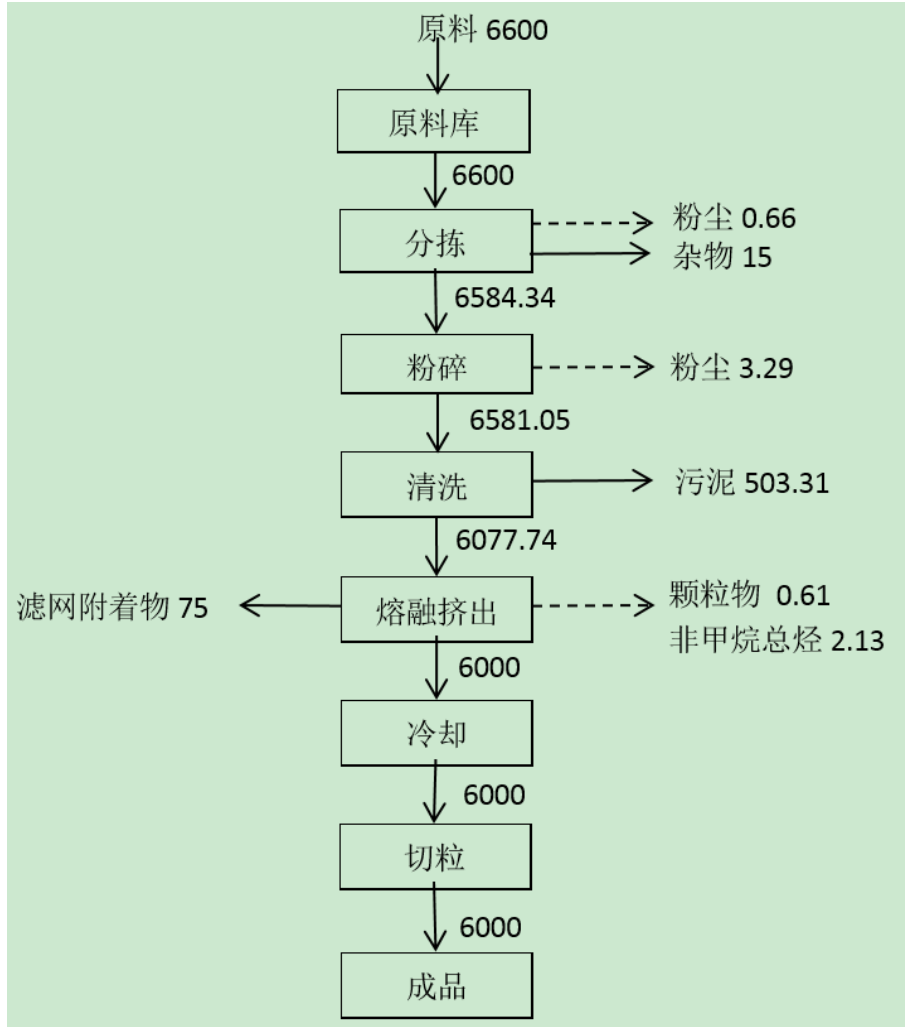 原料 6600
原料库
6600
分拣
粉尘 0.66
杂物 15
6584.34
粉碎
粉尘 3.29
6581.05
清洗
污泥 503.31
6077.74
滤网附着物 75
熔融挤出
颗粒物 0.61
非甲烷总烃 2.13
6000
冷却
6000
切粒
6000
成品